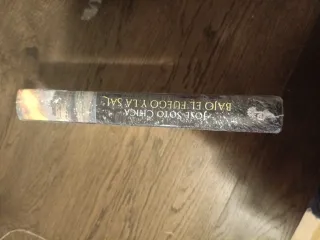 JOSÉ SOTO CHICA
BAJO EL FUEGO Y LA SAL